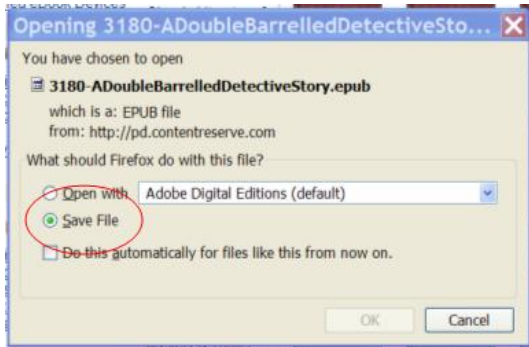 Opening 3180-ADoubleBarrelledDetectiveSto...
You have chosen to open
3180-ADoubleBarrelledDetectiveStory.epub
which is a: EPUB file
from: http://pd.contentreserve.com
What should Firefox do with this file?
Open with Adobe Digital Editions (default)
Save File
Do this automatically for files like this from now on.
OK Cancel